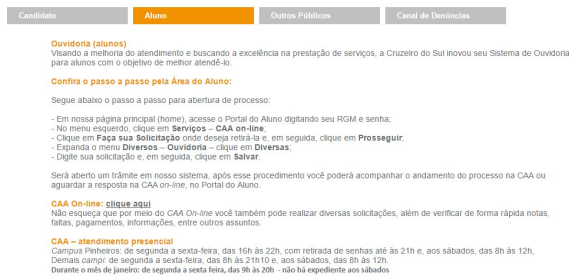 Candidato
Aluno
Outros Públicos
Canal de Denúncias
Ouvidoria (alunos)
Visando a melhoria do atendimento e buscando a excelência na prestação de serviços, a Cruzeiro do Sul inovou seu Sistema de Ouvidoria
para alunos com o objetivo de melhor atendê-lo.
Confira o passo a passo pela Área do Aluno:
Segue abaixo o passo a passo para abertura de processo:
- Em nossa página principal (home), acesse o Portal do Aluno digitando seu RGM e senha;
- No menu esquerdo, clique em Serviços – CAA on-line;
- Clique em Faça sua Solicitação onde deseja retirá-la e, em seguida, clique em Prosseguir;
- Expanda o menu Diversos – Ouvidoria – clique em Diversas;
- Digite sua solicitação e, em seguida, clique em Salvar.
Será aberto um trâmite em nosso sistema, após esse procedimento você poderá acompanhar o andamento do processo na CAA ou
aguardar a resposta na CAA on-line, no Portal do Aluno.
CAA On-line: clique aqui
Não esqueça que por meio do CAA On-line você também pode realizar diversas solicitações, além de verificar de forma rápida notas,
faltas, pagamentos, informações, entre outros assuntos.
CAA – atendimento presencial
Campus Pinheiros: de segunda a sexta-feira, das 16h às 22h, com retirada de senhas até às 21h e, aos sábados, das 8h às 12h,
Demais campi: de segunda a sexta-feira, das 8h às 21h10 e, aos sábados, das 8h às 12h.
Durante o mês de janeiro: de segunda a sexta feira, das 9h às 20h - não há expediente aos sábados